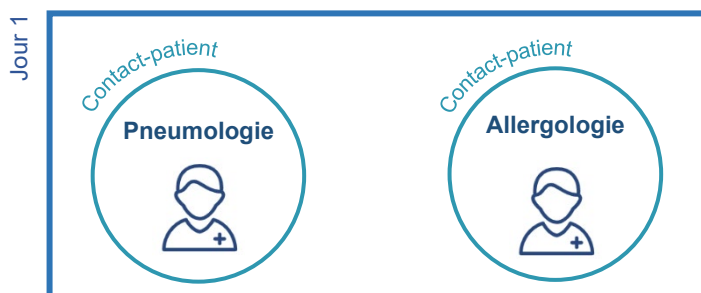 Jour 1
Contact-patient
Pneumologie
Contact-patient
Allergologie